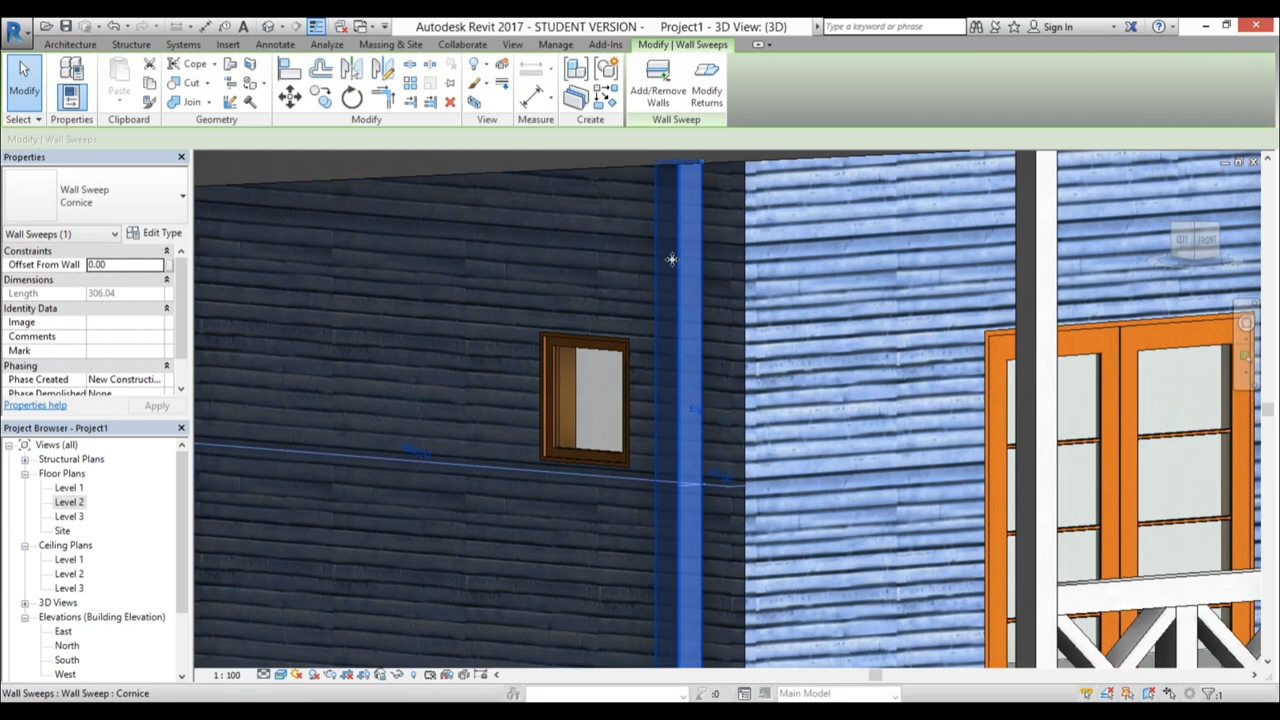 Autodesk Revit 2017 - STUDENT VERSION - Project1 - 3D View: {3D}
Type a keyword or phrase
Sign In
Architecture Structure Systems Insert Annotate Analyze Massing & Site Collaborate View Manage Add-Ins Modify | Wall Sweeps
Modify
Properties
Paste
Cope
Cut
Join
Add/Remove Walls
Modify Returns
Select Properties Clipboard Geometry Modify View Measure Create Wall Sweep
Modify | Wall Sweeps
Properties
Wall Sweep
Cornice
Wall Sweeps (1)
Edit Type
Constraints
Offset From Wall 0.00
Dimensions
Length 306.04
Identity Data
Image
Comments
Mark
Phasing
Phase Created New Constructi...
Phase Demolished None
Properties help
Apply
Project Browser - Project1
Views (all)
Structural Plans
Floor Plans
Level 1
Level 2
Level 3
Site
Ceiling Plans
Level 1
Level 2
Level 3
3D Views
Elevations (Building Elevation)
East
North
South
West
LEFT FRONT
1 : 100
Wall Sweeps : Wall Sweep : Cornice
:0
Main Model
:1